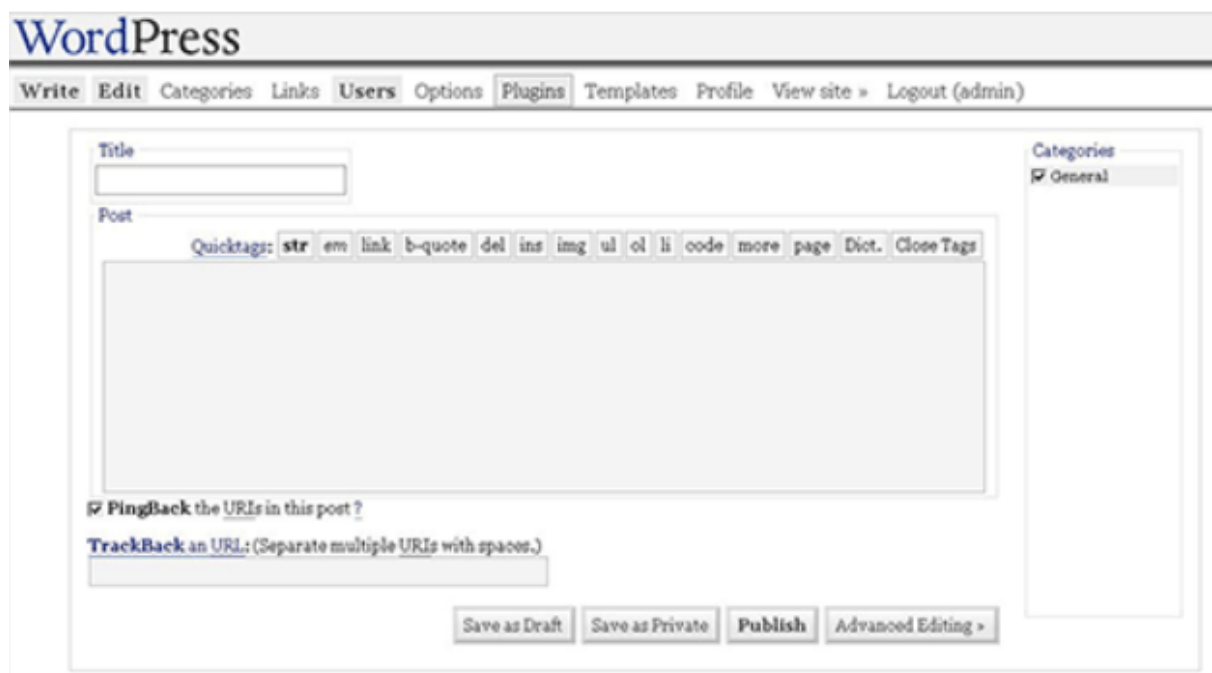 WordPress
Write Edit Categories Links Users Options Plugins Templates Profile View site » Logout (admin)
Title
Categories
General
Post
Quicktags: str em link b-quote del ins img ul ol li code more page Dict. Close Tags
PingBack the URIs in this post ?
TrackBack an URL: (Separate multiple URIs with spaces.)
Save as Draft Save as Private Publish Advanced Editing »